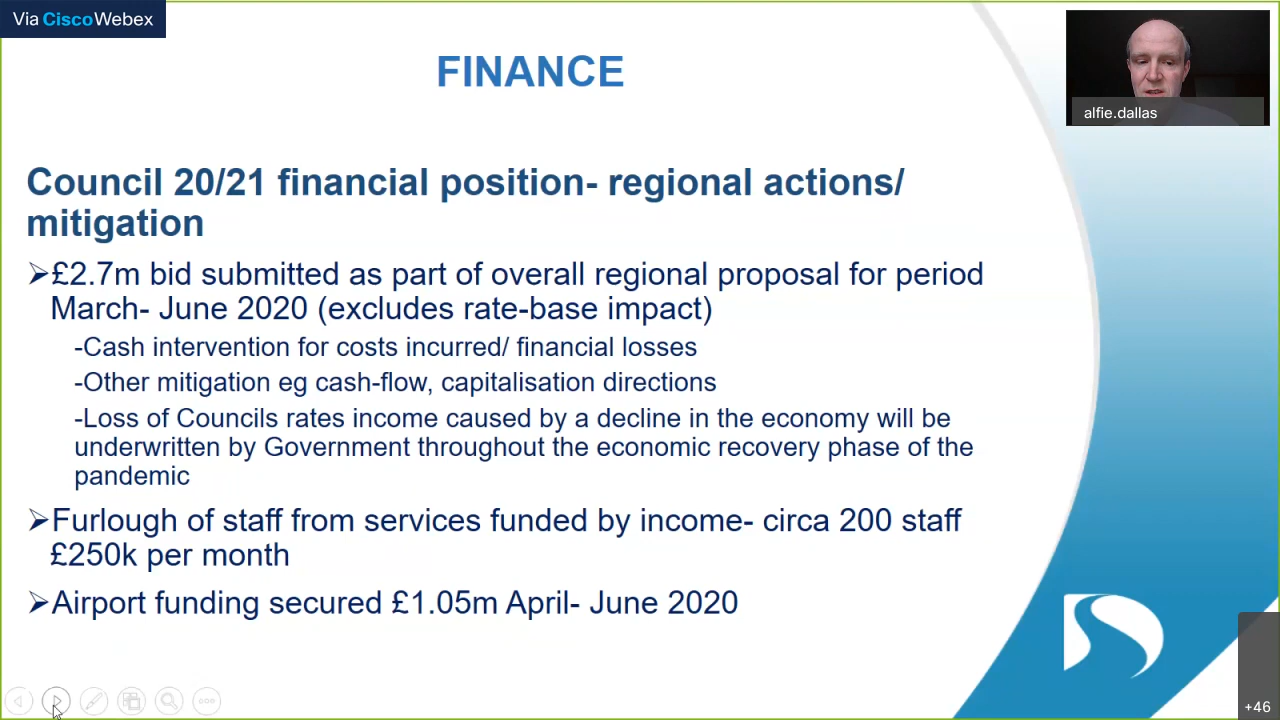 Via CiscoWebex
FINANCE
alfie.dallas
Council 20/21 financial position- regional actions/
mitigation
➢£2.7m bid submitted as part of overall regional proposal for period
March- June 2020 (excludes rate-base impact)
-Cash intervention for costs incurred/ financial losses
-Other mitigation eg cash-flow, capitalisation directions
-Loss of Councils rates income caused by a decline in the economy will be
underwritten by Government throughout the economic recovery phase of the
pandemic
➢Furlough of staff from services funded by income- circa 200 staff
£250k per month
➢Airport funding secured £1.05m April- June 2020
+46